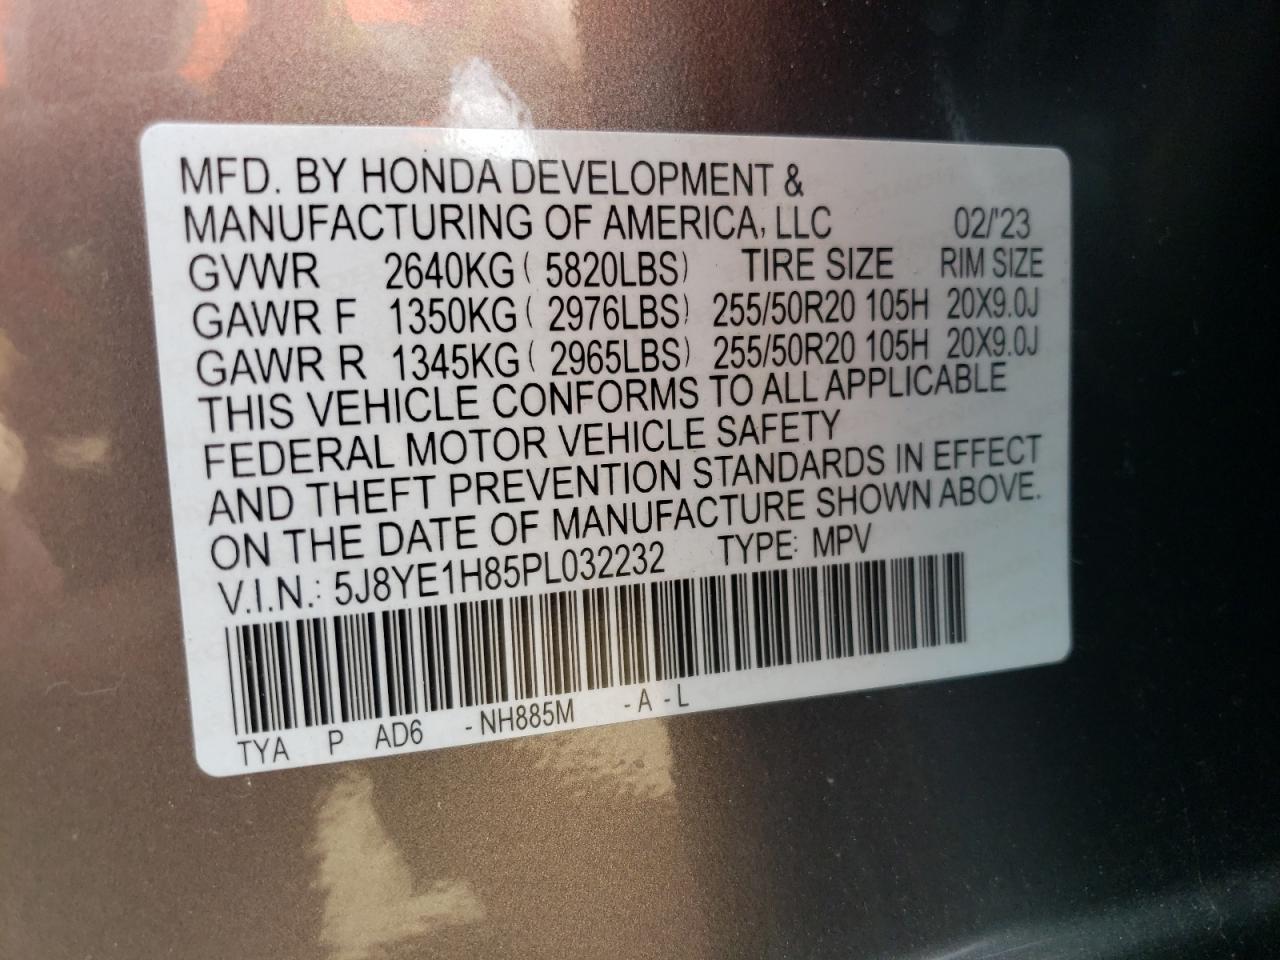 MFD. BY HONDA DEVELOPMENT &
MANUFACTURING OF AMERICA, LLC 02/'23
GVWR 2640KG ( 5820LBS) TIRE SIZE RIM SIZE
GAWR F 1350KG ( 2976LBS) 255/50R20 105H 20X9.0J
GAWR R 1345KG ( 2965LBS) 255/50R20 105H 20X9.0J
THIS VEHICLE CONFORMS TO ALL APPLICABLE
FEDERAL MOTOR VEHICLE SAFETY
AND THEFT PREVENTION STANDARDS IN EFFECT
ON THE DATE OF MANUFACTURE SHOWN ABOVE.
V.I.N.: 5J8YE1H85PL032232 TYPE: MPV
TYA P AD6 -NH885M -A -L